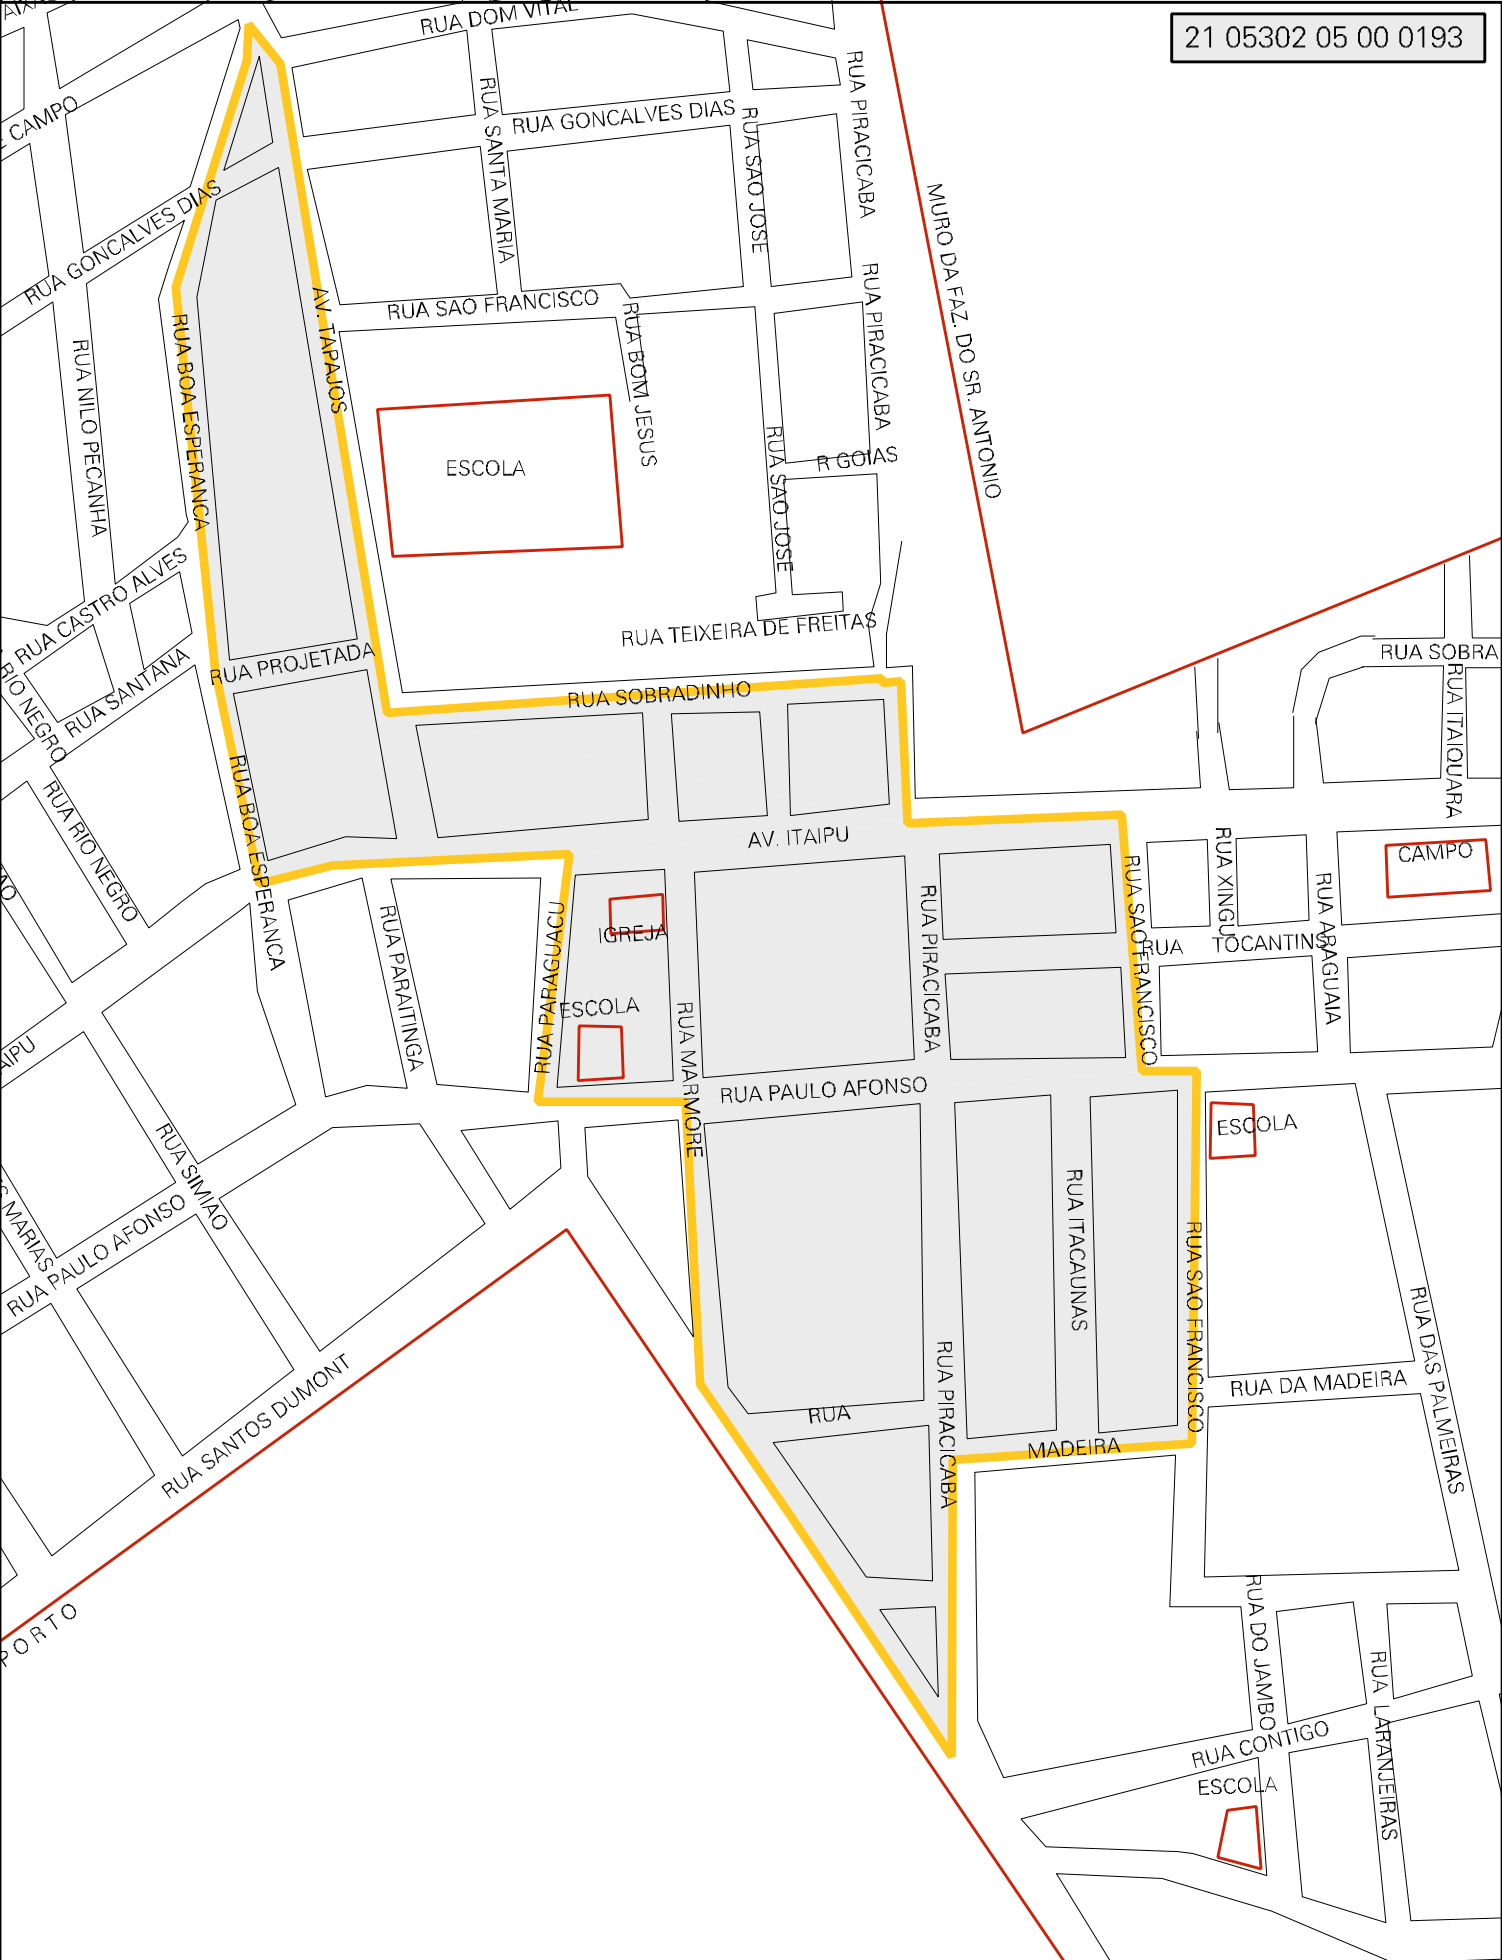 RUA DOM VITAL
21 05302 05 00 0193
CAMPO
RUA GONCALVES DIAS
RUA SANTA MARIA
RUA SAO JOSE
RUA PIRACICABA
RUA GONCALVES DIAS
MURO DA FAZ. DO SR. ANTONIO
RUA SAO FRANCISCO
RUA PIRACICABA
AV. TAPAJOS
RUA BOM JESUS
RUA BOA ESPERANCA
RUA NILO PECANHA
ESCOLA
R GOIAS
RUA SAO JOSE
RUA CASTRO ALVES
RUA TEIXEIRA DE FREITAS
RUA PROJETADA
RUA SANTANA
RIO NEGRO
RUA SOBRA
RUA SOBRADINHO
RUA ITAIQUARA
RUA BOA ESPERANCA
RUA RIO NEGRO
AV. ITAIPU
CAMPO
RUA XINGU
RUA ARAGUAIA
RUA SAO FRANCISCO
RUA TOCANTINS
RUA PIRACICABA
IGREJA
RUA PARAGUACU
RUA PARAITINGA
ESCOLA
RUA MARMORE
AIPU
RUA PAULO AFONSO
ESCOLA
RUA SIMIAO
MARIAS
RUA PAULO AFONSO
RUA ITACAUNAS
RUA SAO FRANCISCO
RUA DAS PALMEIRAS
RUA PIRACICABA
RUA DA MADEIRA
RUA SANTOS DUMONT
RUA
MADEIRA
PORTO
RUA DO JAMBO
RUA LARANJEIRAS
RUA CONTIGO
ESCOLA